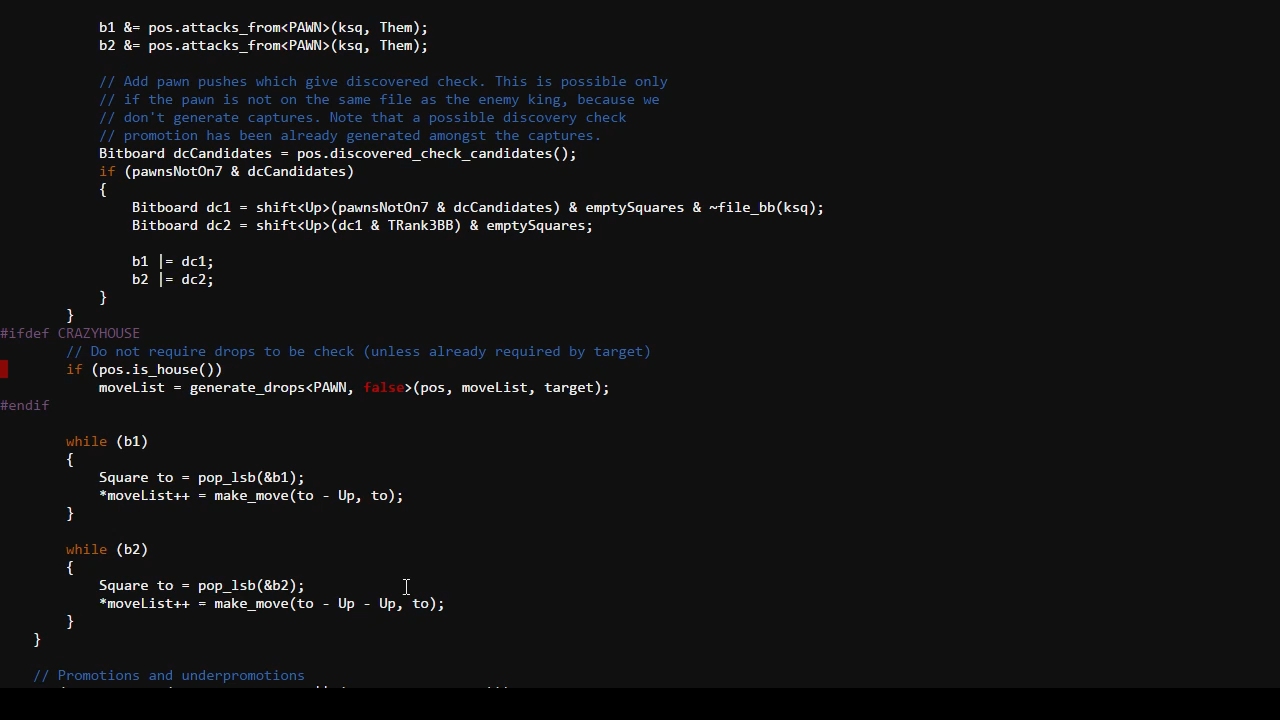 b1 &= pos.attacks_from<PAWN>(ksq, Them);
b2 &= pos.attacks_from<PAWN>(ksq, Them);
// Add pawn pushes which give discovered check. This is possible only
// if the pawn is not on the same file as the enemy king, because we
// don't generate captures. Note that a possible discovery check
// promotion has been already generated amongst the captures.
Bitboard dcCandidates = pos.discovered_check_candidates();
if (pawnsNotOn7 & dcCandidates)
{
Bitboard dc1 = shift<Up>(pawnsNotOn7 & dcCandidates) & emptySquares & ~file_bb(ksq);
Bitboard dc2 = shift<Up>(dc1 & TRank3BB) & emptySquares;
b1 |= dc1;
b2 |= dc2;
}
}
#ifdef CRAZYHOUSE
// Do not require drops to be check (unless already required by target)
if (pos.is_house())
moveList = generate_drops<PAWN, false>(pos, moveList, target);
#endif
while (b1)
{
Square to = pop_lsb(&b1);
*moveList++ = make_move(to - Up, to);
}
while (b2)
{
Square to = pop_lsb(&b2);
*moveList++ = make_move(to - Up - Up, to);
}
}
// Promotions and underpromotions